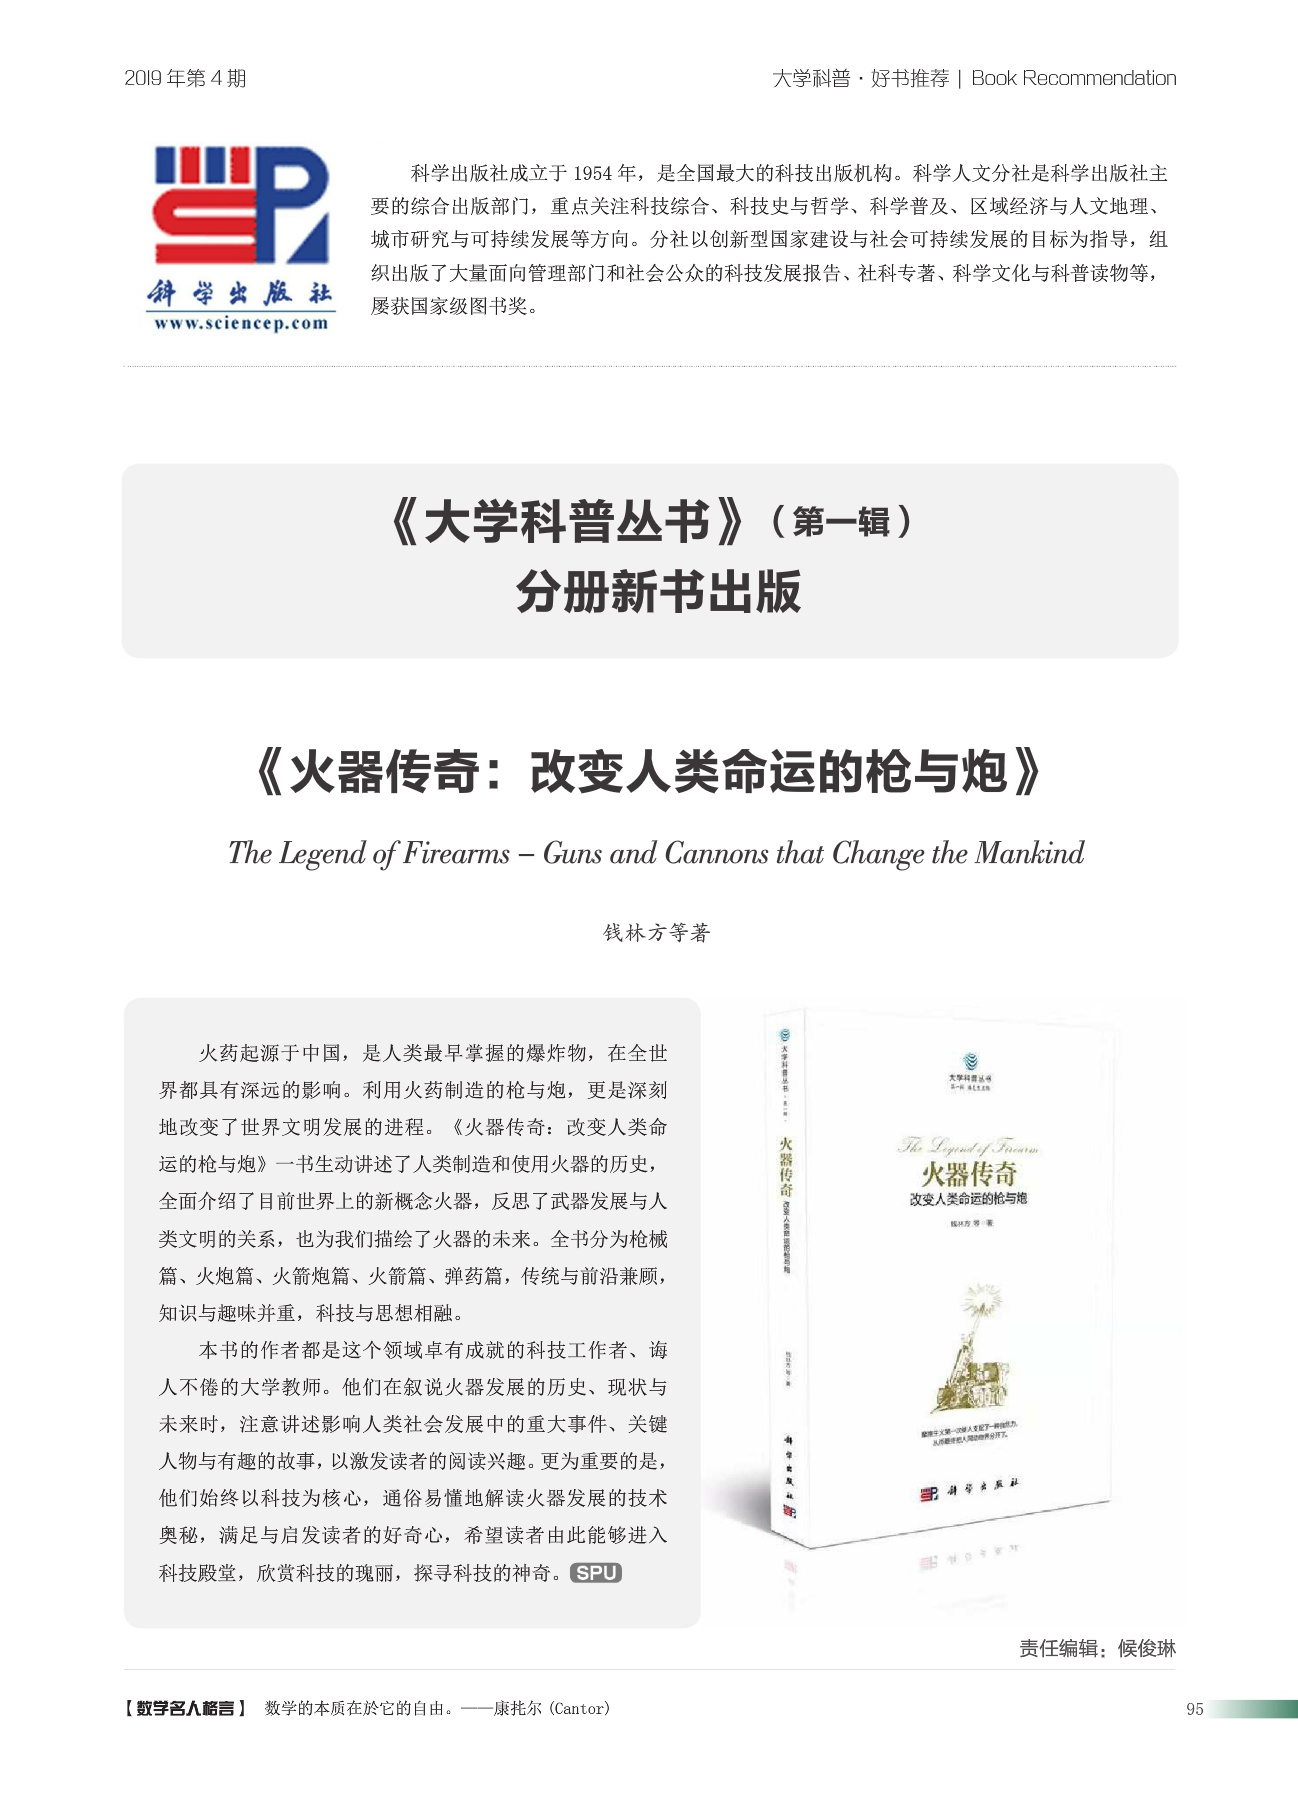 2019 年第 4 期
大学科普 · 好书推荐 | Book Recommendation
科学出版社
www.sciencep.com
科学出版社成立于 1954 年，是全国最大的科技出版机构。科学人文分社是科学出版社主
要的综合出版部门，重点关注科技综合、科技史与哲学、科学普及、区域经济与人文地理、
城市研究与可持续发展等方向。分社以创新型国家建设与社会可持续发展的目标为指导，组
织出版了大量面向管理部门和社会公众的科技发展报告、社科专著、科学文化与科普读物等，
屡获国家级图书奖。
《大学科普丛书》（第一辑）
分册新书出版
《火器传奇：改变人类命运的枪与炮》
The Legend of Firearms – Guns and Cannons that Change the Mankind
钱林方等著
火药起源于中国，是人类最早掌握的爆炸物，在全世
界都具有深远的影响。利用火药制造的枪与炮，更是深刻
地改变了世界文明发展的进程。《火器传奇：改变人类命
运的枪与炮》一书生动讲述了人类制造和使用火器的历史，
全面介绍了目前世界上的新概念火器，反思了武器发展与人
类文明的关系，也为我们描绘了火器的未来。全书分为枪械
篇、火炮篇、火箭炮篇、火箭篇、弹药篇，传统与前沿兼顾，
知识与趣味并重，科技与思想相融。
本书的作者都是这个领域卓有成就的科技工作者、诲
人不倦的大学教师。他们在叙说火器发展的历史、现状与
未来时，注意讲述影响人类社会发展中的重大事件、关键
人物与有趣的故事，以激发读者的阅读兴趣。更为重要的是，
他们始终以科技为核心，通俗易懂地解读火器发展的技术
奥秘，满足与启发读者的好奇心，希望读者由此能够进入
科技殿堂，欣赏科技的瑰丽，探寻科技的神奇。SPU
大学科普丛书
火器传奇
改变人类命运的枪与炮
钱林方 等 著
科学出版社
大学科普丛书
The Legend of Firearms
火器传奇
改变人类命运的枪与炮
钱林方 等 著
科学出版社
责任编辑：侯俊琳
【数学名人格言】 数学的本质在於它的自由。——康扥尔 (Cantor)
95